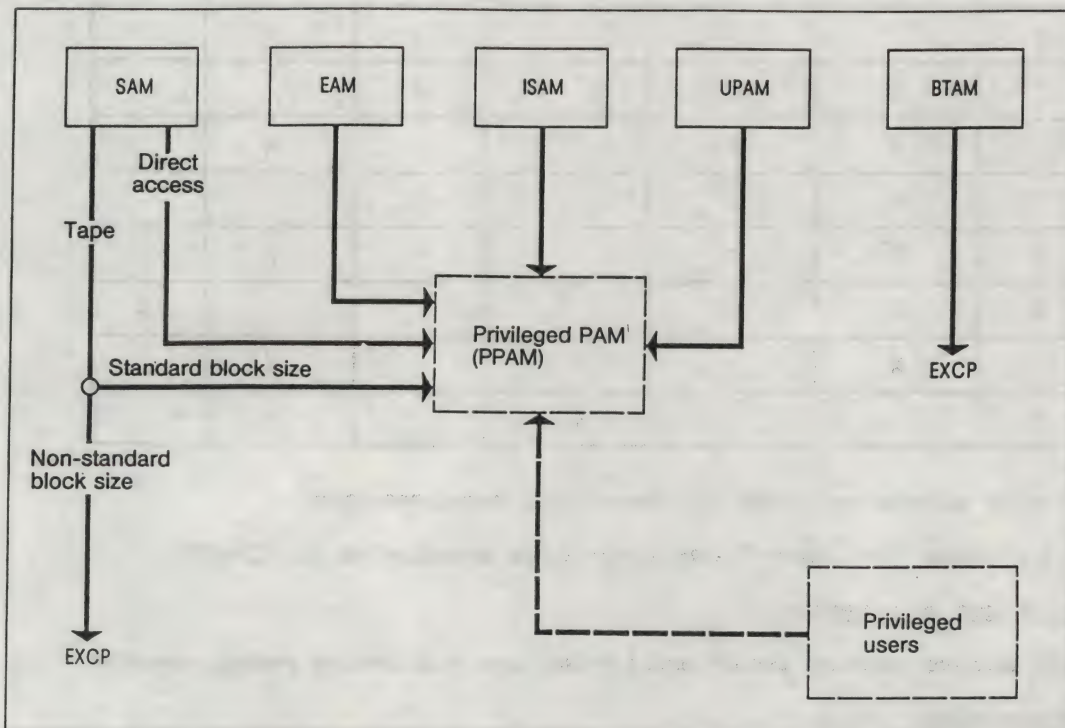 SAM
EAM
ISAM
UPAM
BTAM
Direct
access
Tape
Privileged PAM
(PPAM)
Standard block size
EXCP
Non-standard
block size
EXCP
Privileged
users